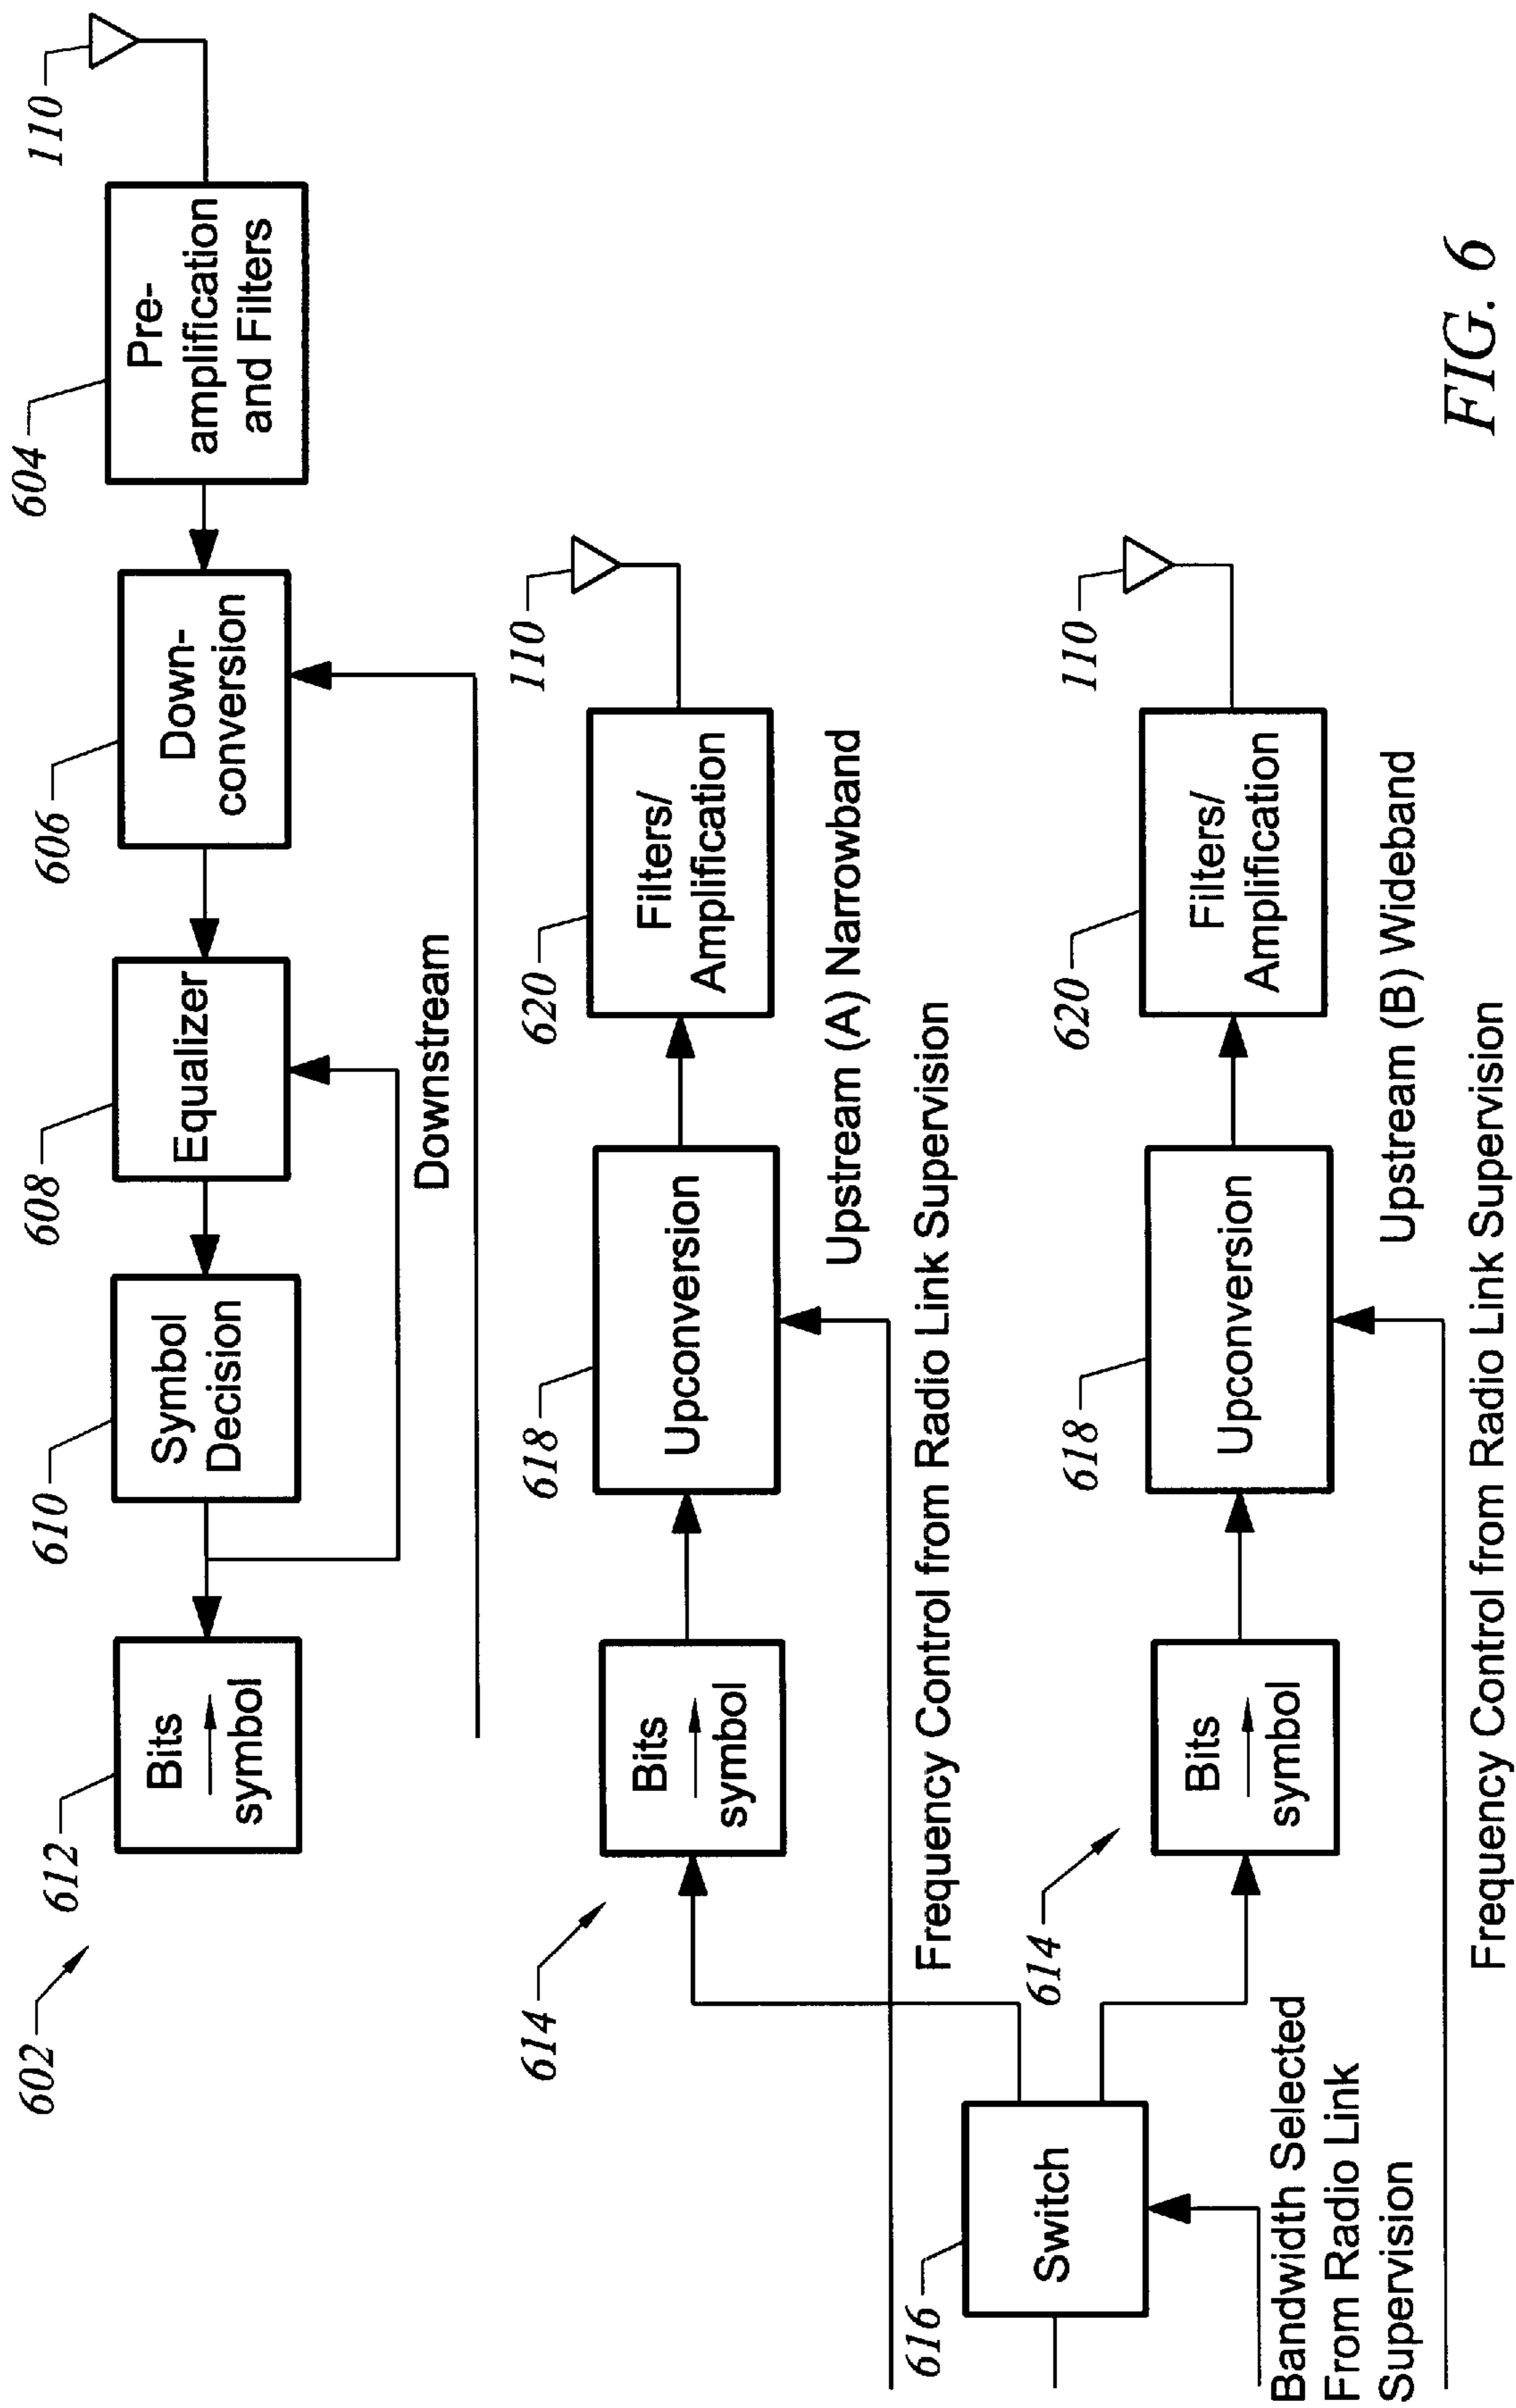 602
612
Bits
symbol
610
Symbol
Decision
608
Equalizer
606
Down-
conversion
604
Pre-
amplification
and Filters
110
Downstream
614
Bits
symbol
618
Upconversion
620
Filters/
Amplification
110
Upstream (A) Narrowband
Frequency Control from Radio Link Supervision
616
Switch
Bandwidth Selected
From Radio Link
Supervision
614
Bits
symbol
618
Upconversion
620
Filters/
Amplification
110
Upstream (B) Wideband
Frequency Control from Radio Link Supervision
FIG. 6